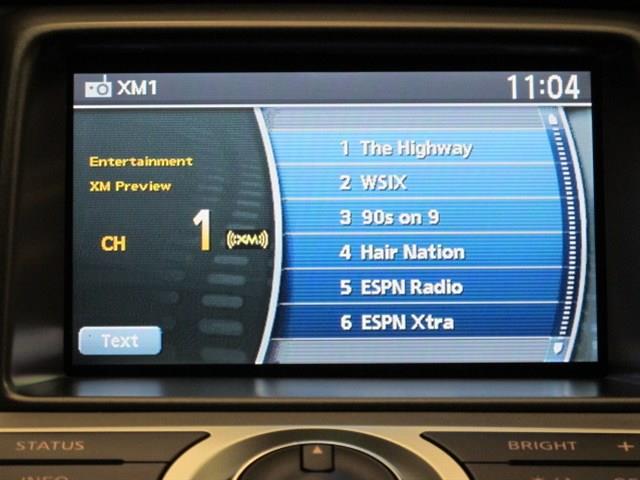 XM1
11:04
Entertainment
XM Preview
CH 1 XM
1 The Highway
2 WSIX
3 90s on 9
4 Hair Nation
5 ESPN Radio
6 ESPN Xtra
Text
STATUS
BRIGHT +
INFO